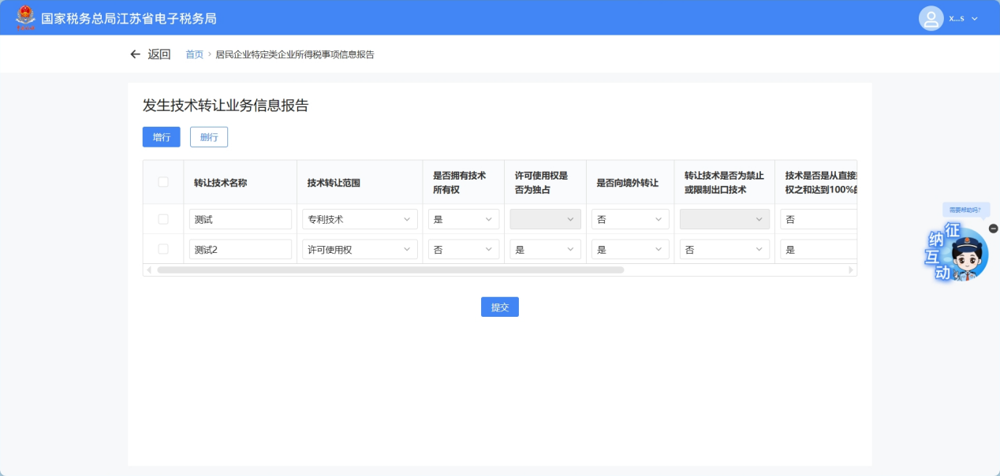 国家税务总局江苏省电子税务局
x...s
返回 首页 > 居民企业特定类企业所得税事项信息报告
发生技术转让业务信息报告
增行 删行
转让技术名称 技术转让范围 是否拥有技术所有权 许可使用权是否为独占 是否向境外转让 转让技术是否为禁止或限制出口技术 技术是否是从直接 权之和达到100%的
测试 专利技术 是 否 否
测试2 许可使用权 否 是 是 否 是
提交
需要帮助吗?
征纳互动